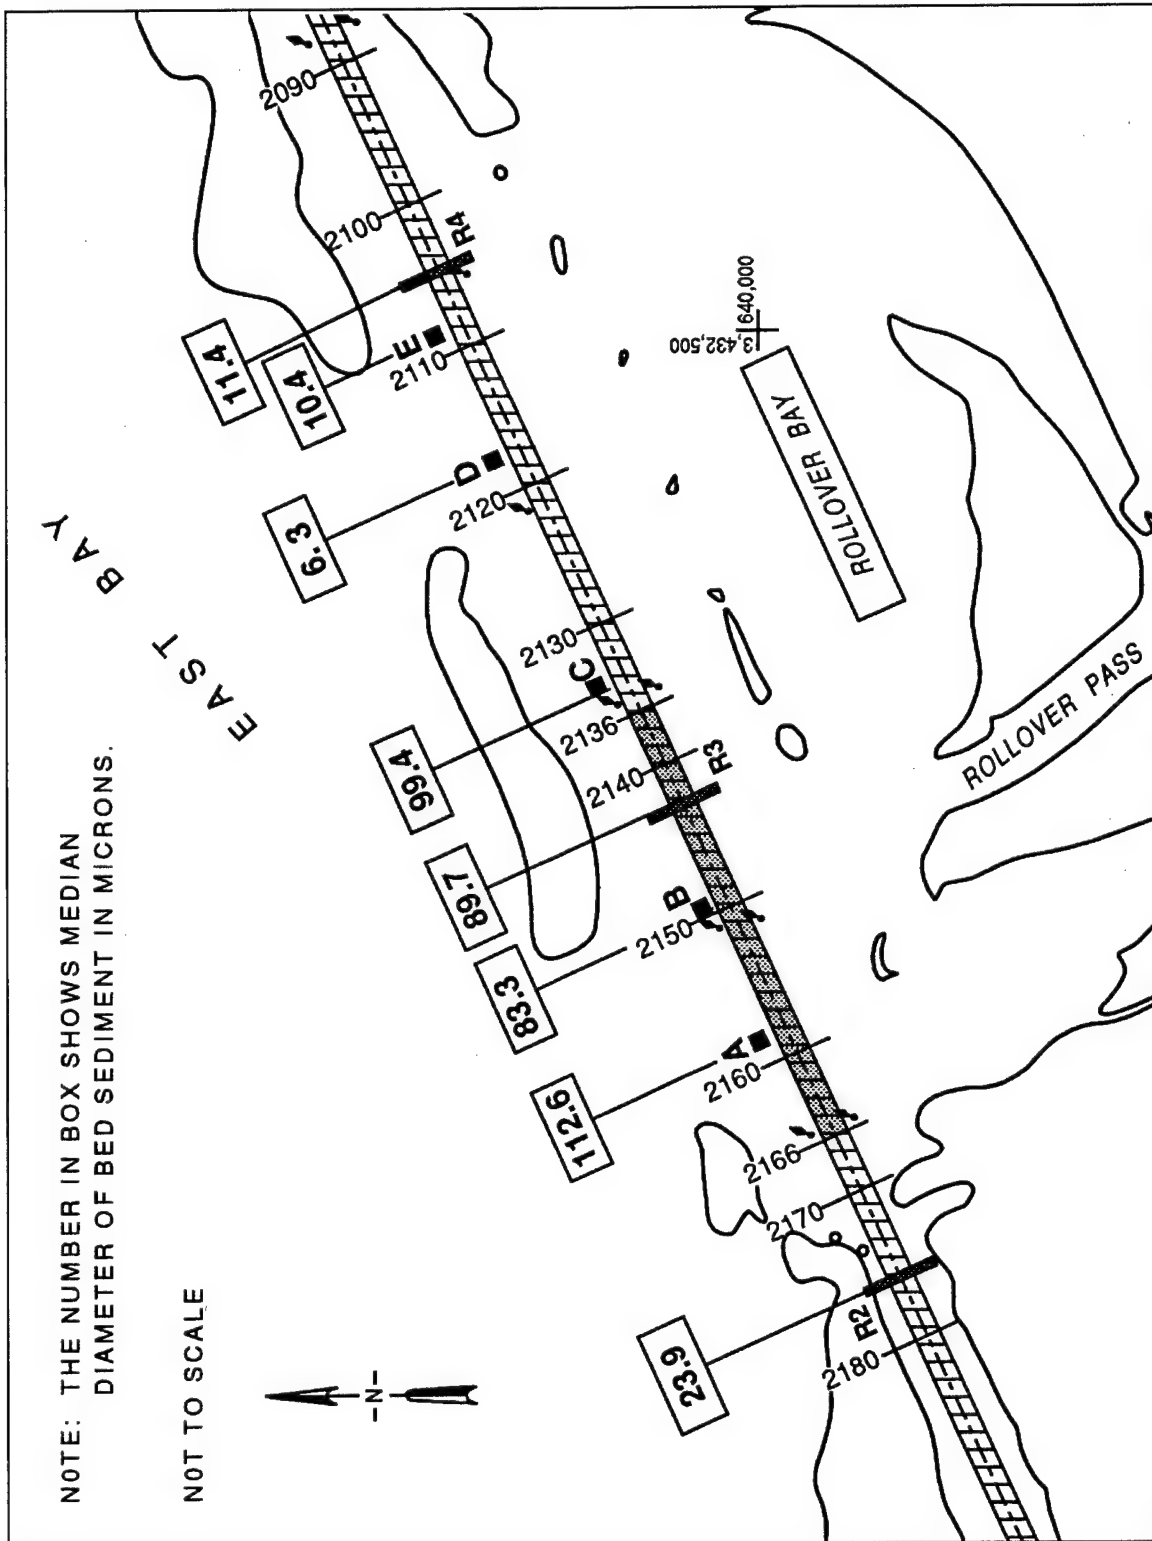 NOTE: THE NUMBER IN BOX SHOWS MEDIAN
DIAMETER OF BED SEDIMENT IN MICRONS.
NOT TO SCALE
-N-
EAST BAY
23.9
112.6
83.3
89.7
99.4
6.3
10.4
11.4
R2
A
B
R3
C
D
E
R4
2180
2170
2166
2160
2150
2140
2136
2130
2120
2110
2100
2090
ROLLOVER PASS
ROLLOVER BAY
3,432,500
640,000